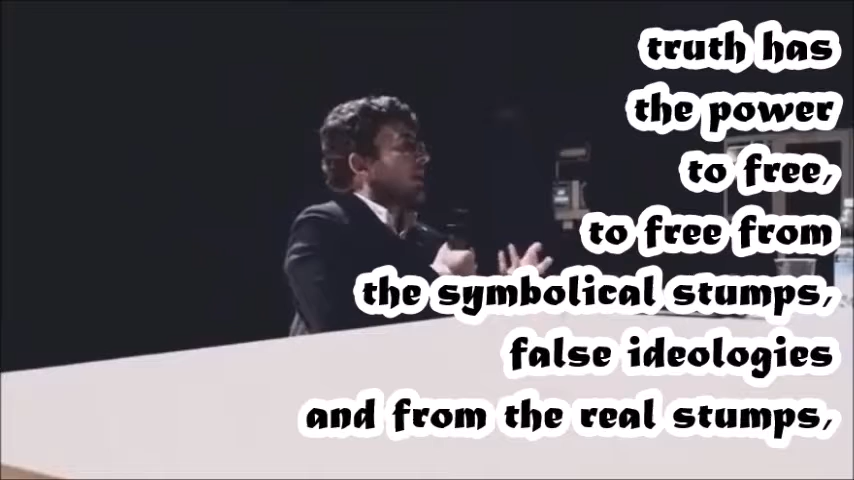 truth has
the power
to free,
to free from
the symbolical stumps,
false ideologies
and from the real stumps,